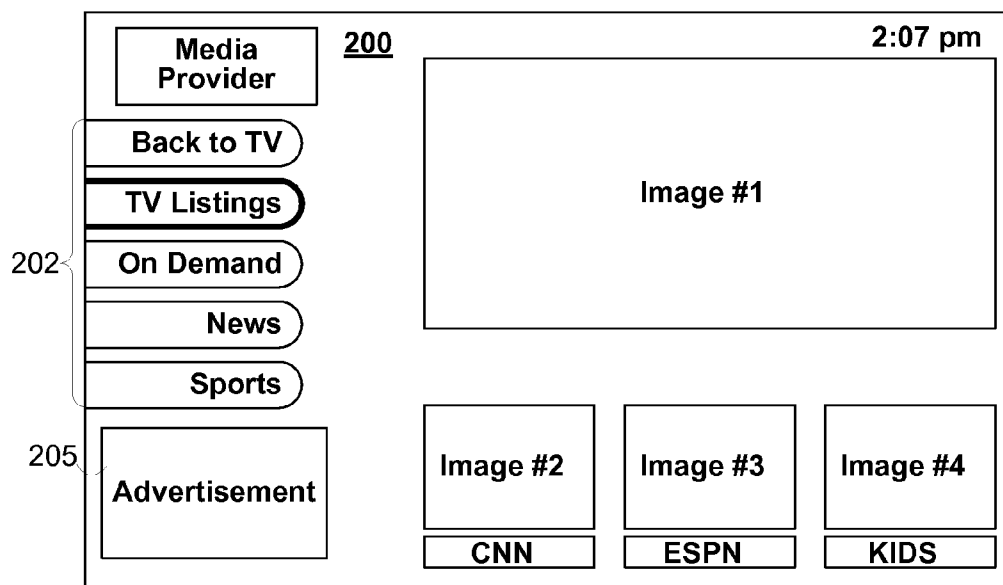 Media
Provider
200
2:07 pm
Back to TV
TV Listings
On Demand
News
Sports
202
Image #1
205
Advertisement
Image #2
Image #3
Image #4
CNN
ESPN
KIDS